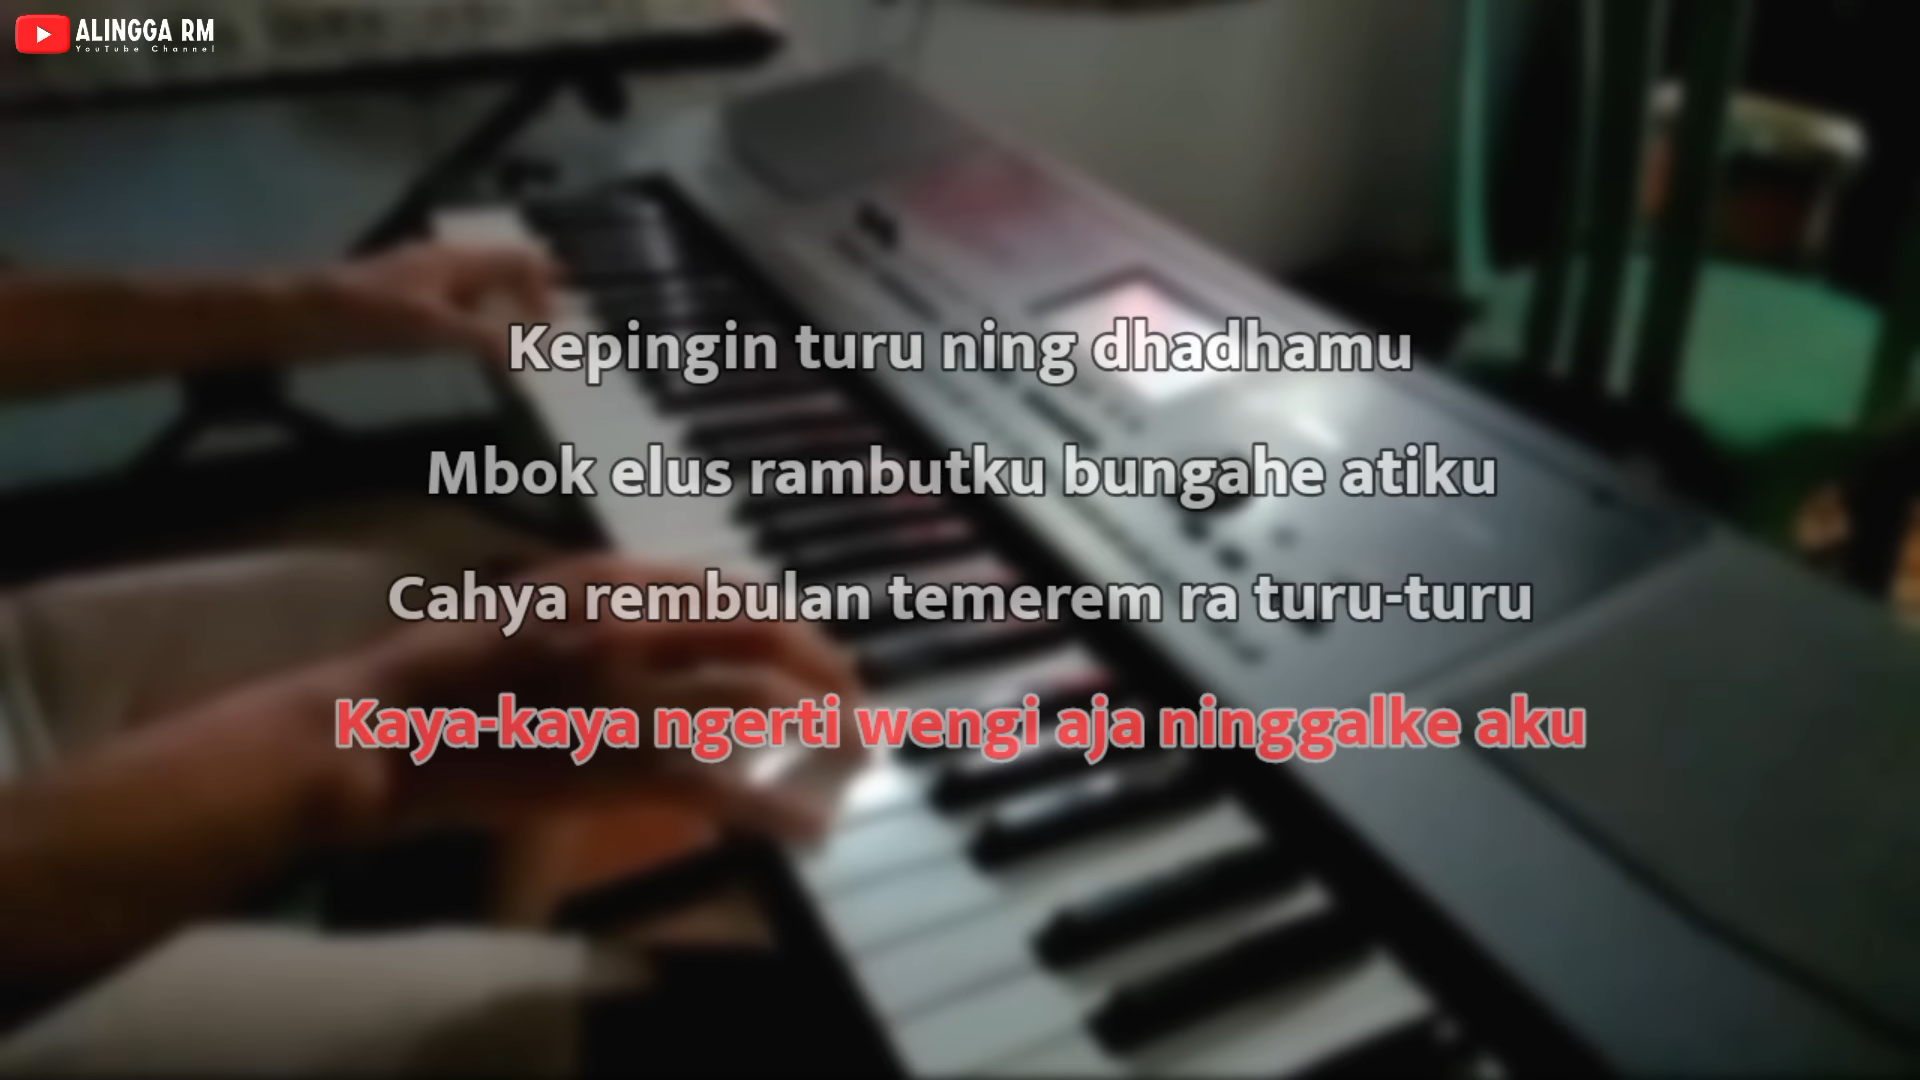 ALINGGA RM
YouTube Channel
Kepingin turu ning dhadhamu
Mbok elus rambutku bungahe atiku
Cahya rembulan temerem ra turu-turu
Kaya-kaya ngerti wengi aja ninggalke aku